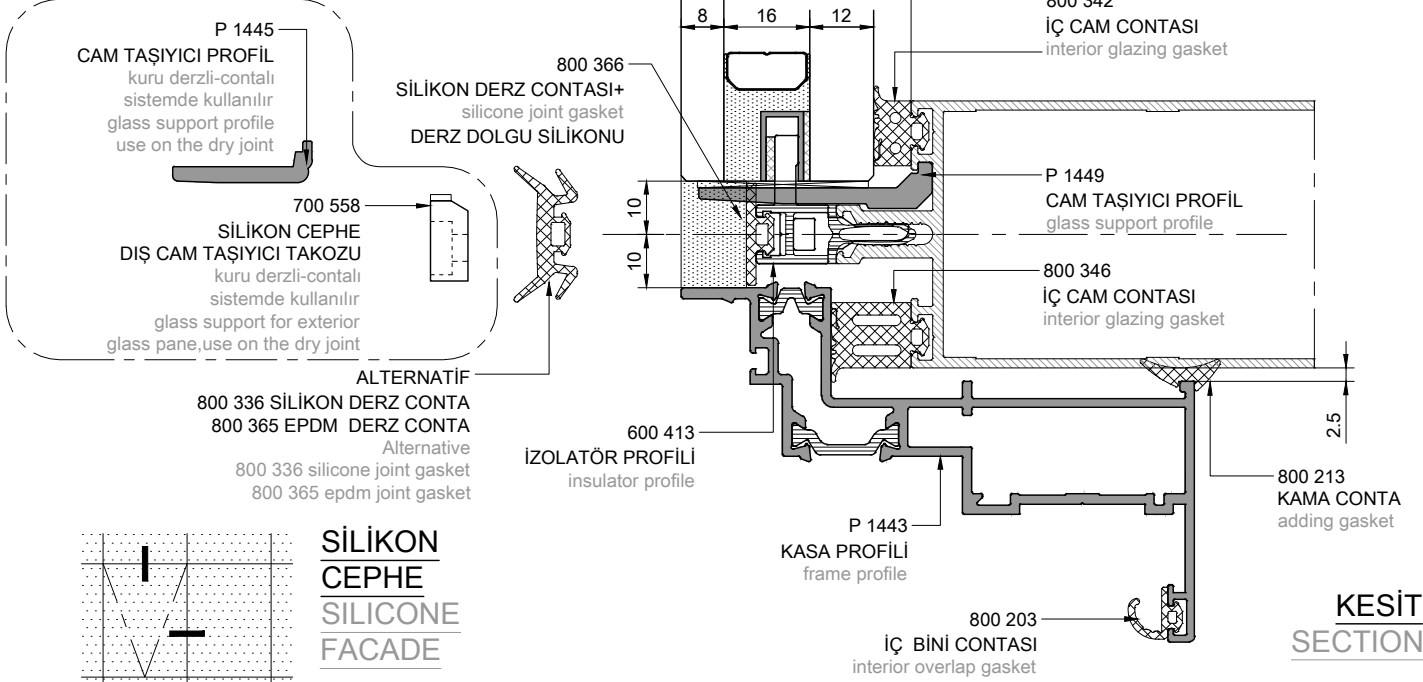 8
16
12
800 342
İÇ CAM CONTASI
interior glazing gasket
P 1445
CAM TAŞIYICI PROFİL
kuru derzli-contalı
sistemde kullanılır
glass support profile
use on the dry joint
800 366
SİLİKON DERZ CONTASI+
silicone joint gasket
DERZ DOLGU SİLİKONU
700 558
SİLİKON CEPHE
DIŞ CAM TAŞIYICI TAKOZU
kuru derzli-contalı
sistemde kullanılır
glass support for exterior
glass pane,use on the dry joint
10
10
P 1449
CAM TAŞIYICI PROFİL
glass support profile
800 346
İÇ CAM CONTASI
interior glazing gasket
ALTERNATİF
800 336 SİLİKON DERZ CONTA
800 365 EPDM DERZ CONTA
Alternative
800 336 silicone joint gasket
800 365 epdm joint gasket
600 413
İZOLATÖR PROFİLİ
insulator profile
2.5
800 213
KAMA CONTA
adding gasket
P 1443
KASA PROFİLİ
frame profile
800 203
İÇ BİNİ CONTASI
interior overlap gasket
SİLİKON
CEPHE
SILICONE
FACADE
KESİT
SECTION